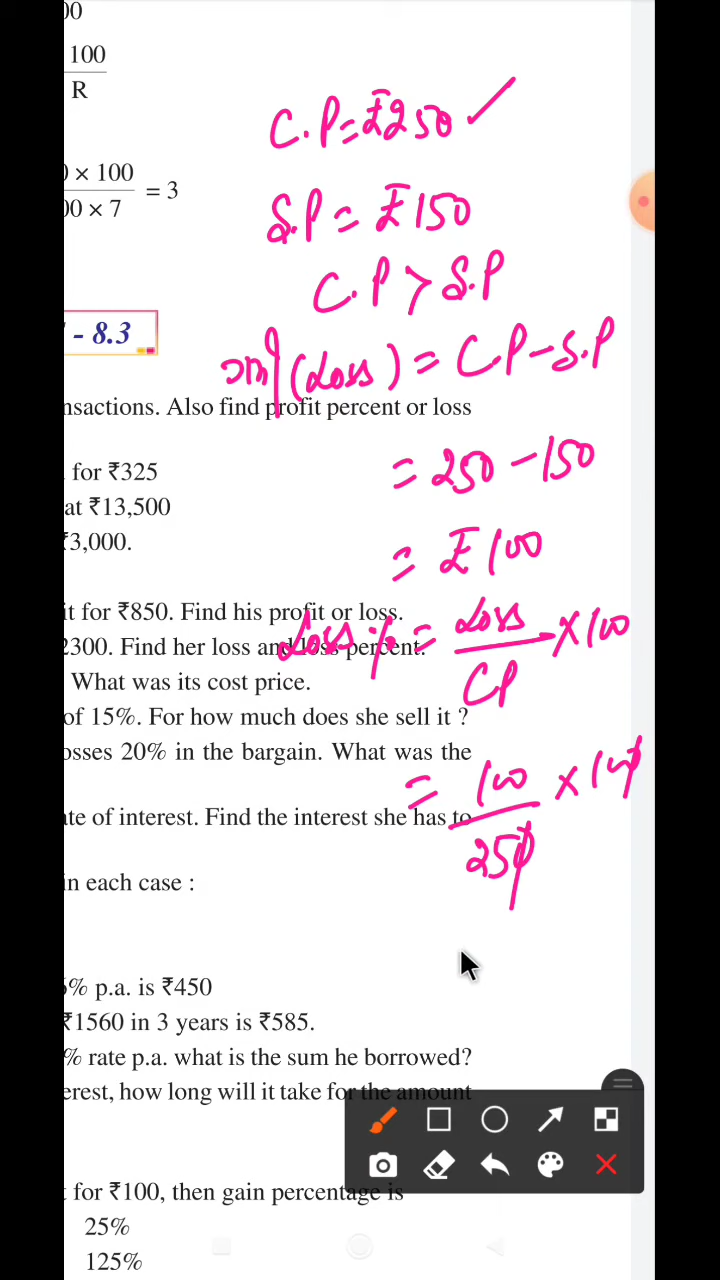 00
100
R
0 × 100
00 × 7
= 3
C.P = ₹250 ✓
S.P = ₹150
C.P > S.P
- 8.3
(Loss) = C.P - S.P
nsactions. Also find profit percent or loss
= 250 - 150
for ₹325
at ₹13,500
₹3,000.
= ₹100
it for ₹850. Find his profit or loss.
Loss % = Loss / CP × 100
2300. Find her loss and loss percent.
What was its cost price.
of 15%. For how much does she sell it ?
osses 20% in the bargain. What was the
= 100 / 250 × 100
ate of interest. Find the interest she has to
in each case :
% p.a. is ₹450
₹1560 in 3 years is ₹585.
% rate p.a. what is the sum he borrowed?
erest, how long will it take for the amount
for ₹100, then gain percentage is
25%
125%